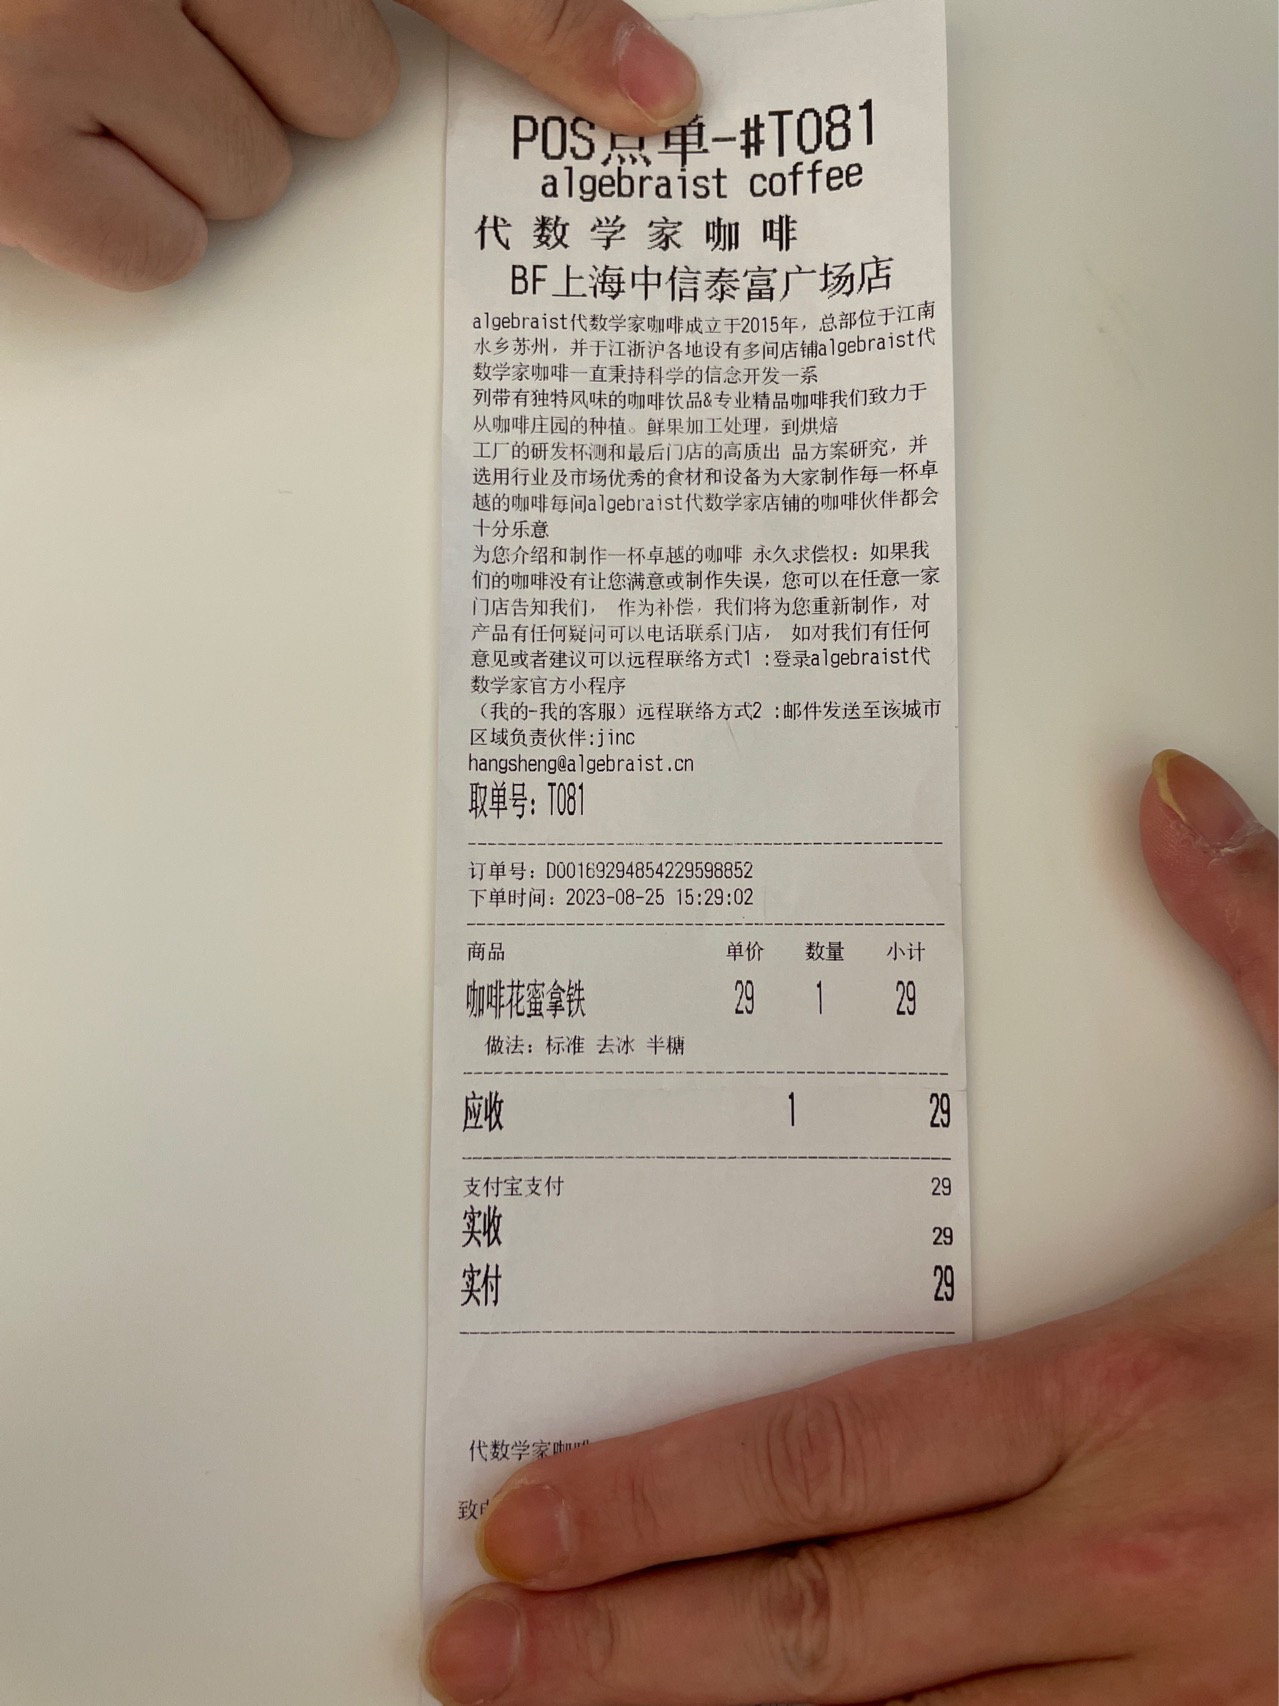 POS点单-#T081
algebraist coffee
代数学家咖啡
BF上海中信泰富广场店
algebraist代数学家咖啡成立于2015年，总部位于江南
水乡苏州，并于江浙沪各地设有多间店铺algebraist代
数学家咖啡一直秉持科学的信念开发一系
列带有独特风味的咖啡饮品&专业精品咖啡我们致力于
从咖啡庄园的种植。鲜果加工处理，到烘焙
工厂的研发杯测和最后门店的高质出 品方案研究，并
选用行业及市场优秀的食材和设备为大家制作每一杯卓
越的咖啡每间algebraist代数学家店铺的咖啡伙伴都会
十分乐意
为您介绍和制作一杯卓越的咖啡 永久求偿权：如果我
们的咖啡没有让您满意或制作失误，您可以在任意一家
门店告知我们， 作为补偿，我们将为您重新制作，对
产品有任何疑问可以电话联系门店， 如对我们有任何
意见或者建议可以远程联络方式1 :登录algebraist代
数学家官方小程序
（我的-我的客服）远程联络方式2 :邮件发送至该城市
区域负责伙伴:jinc
hangsheng@algebraist.cn
取单号：T081
订单号：D00169294854229598852
下单时间：2023-08-25 15:29:02
商品 单价 数量 小计
咖啡花蜜拿铁 29 1 29
做法：标准 去冰 半糖
应收 1 29
支付宝支付 29
实收 29
实付 29
代数学家咖
致